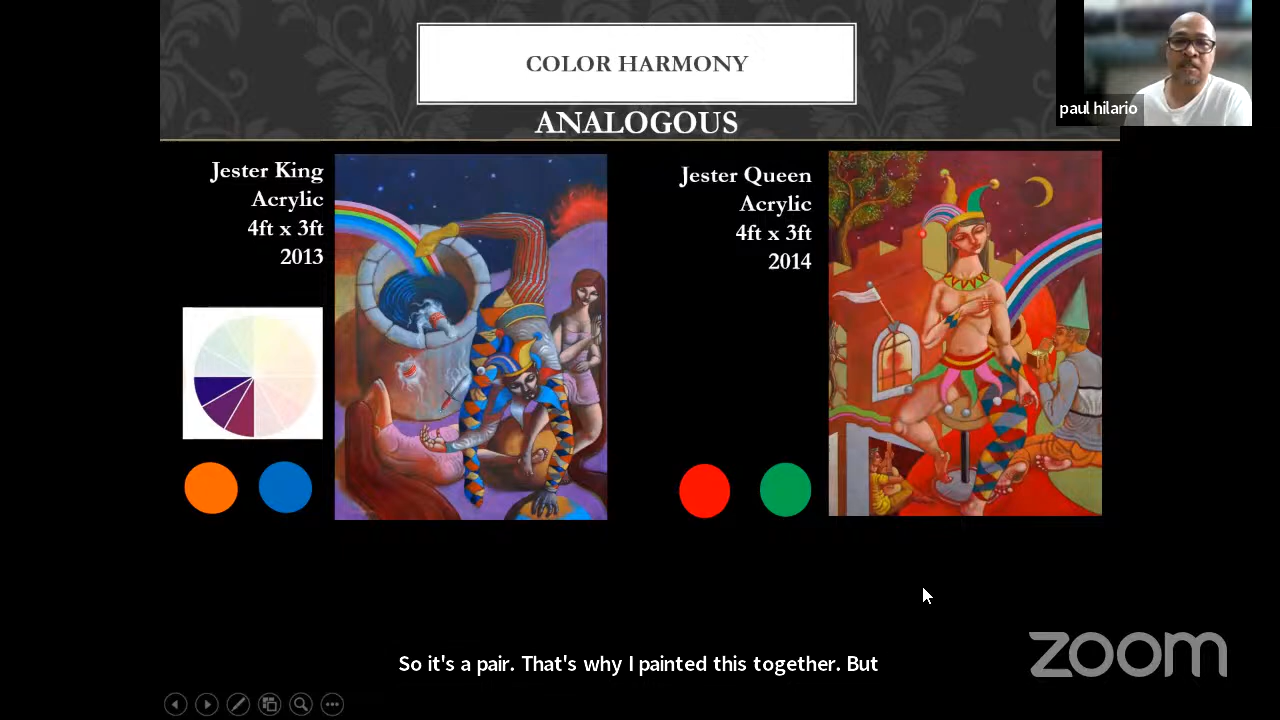 COLOR HARMONY
ANALOGOUS
Jester King
Acrylic
4ft x 3ft
2013
Jester Queen
Acrylic
4ft x 3ft
2014
paul hilario
So it's a pair. That's why I painted this together. But
zoom